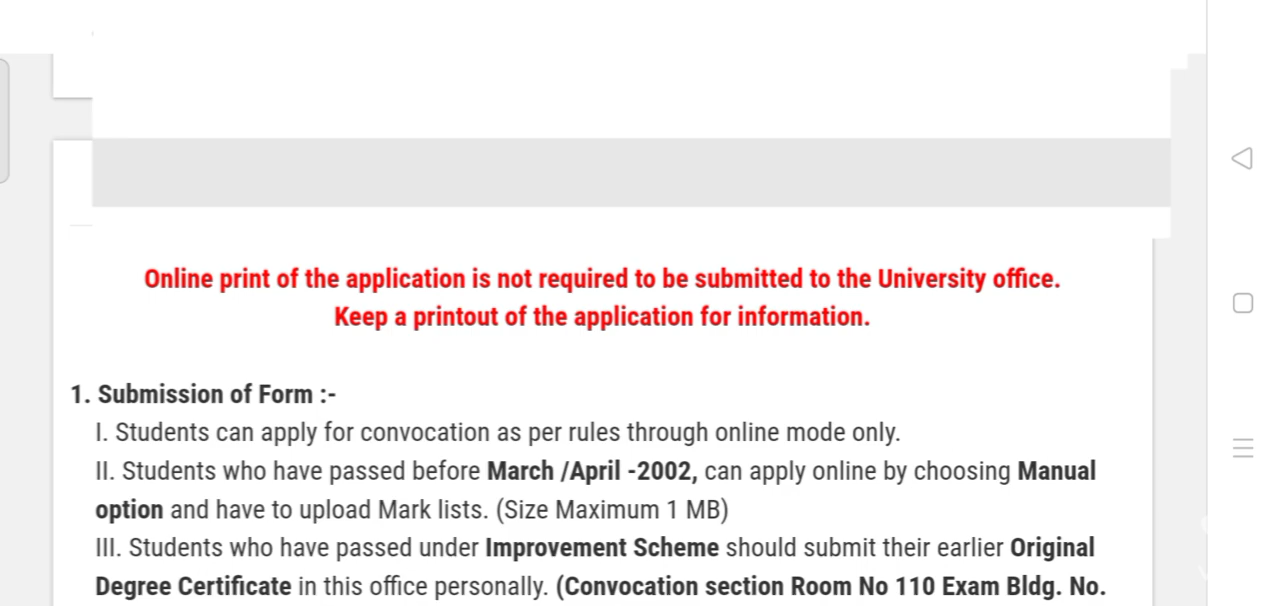 Online print of the application is not required to be submitted to the University office.
Keep a printout of the application for information.
1. Submission of Form :-
I. Students can apply for convocation as per rules through online mode only.
II. Students who have passed before March /April -2002, can apply online by choosing Manual
option and have to upload Mark lists. (Size Maximum 1 MB)
III. Students who have passed under Improvement Scheme should submit their earlier Original
Degree Certificate in this office personally. (Convocation section Room No 110 Exam Bldg. No.